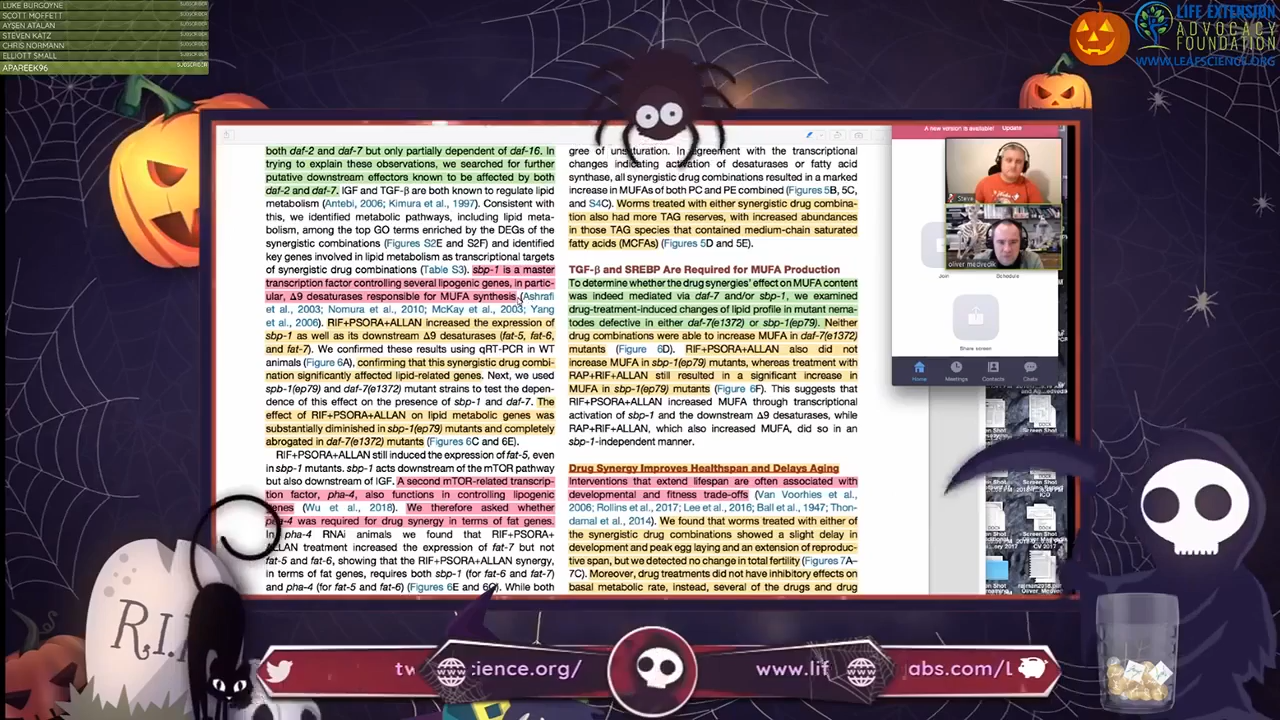 LUKE BURGOYNE SUBSCRIBER
SCOTT MOFFETT SUBSCRIBER
AYSEN ATALAN SUBSCRIBER
STEVEN KATZ SUBSCRIBER
CHRIS NORMANN SUBSCRIBER
ELLIOTT SMALL SUBSCRIBER
APAREEK96 SUBSCRIBER
LIFE EXTENSION
ADVOCACY
FOUNDATION
WWW.LEAFSCIENCE.ORG
both daf-2 and daf-7 but only partially dependent of daf-16. In
trying to explain these observations, we searched for further
putative downstream effectors known to be affected by both
daf-2 and daf-7. IGF and TGF-β are both known to regulate lipid
metabolism (Antebi, 2006; Kimura et al., 1997). Consistent with
this, we identified metabolic pathways, including lipid meta-
bolism, among the top GO terms enriched by the DEGs of the
synergistic combinations (Figures S2E and S2F) and identified
key genes involved in lipid metabolism as transcriptional targets
of synergistic drug combinations (Table S3). sbp-1 is a master
transcription factor controlling several lipogenic genes, in partic-
ular, Δ9 desaturases responsible for MUFA synthesis (Ashrafi
et al., 2003; Nomura et al., 2010; McKay et al., 2003; Yang
et al., 2006). RIF+PSORA+ALLAN increased the expression of
sbp-1 as well as its downstream Δ9 desaturases (fat-5, fat-6,
and fat-7). We confirmed these results using qRT-PCR in WT
animals (Figure 6A), confirming that this synergistic drug combi-
nation significantly affected lipid-related genes. Next, we used
spb-1(ep79) and daf-7(e1372) mutant strains to test the depen-
dence of this effect on the presence of sbp-1 and daf-7. The
effect of RIF+PSORA+ALLAN on lipid metabolic genes was
substantially diminished in sbp-1(ep79) mutants and completely
abrogated in daf-7(e1372) mutants (Figures 6C and 6E).
RIF+PSORA+ALLAN still induced the expression of fat-5, even
in sbp-1 mutants. sbp-1 acts downstream of the mTOR pathway
but also downstream of IGF. A second mTOR-related transcrip-
tion factor, pha-4, also functions in controlling lipogenic
genes (Wu et al., 2018). We therefore asked whether
pha-4 was required for drug synergy in terms of fat genes.
In pha-4 RNAi animals we found that RIF+PSORA+
ALLAN treatment increased the expression of fat-7 but not
fat-5 and fat-6, showing that the RIF+PSORA+ALLAN synergy,
in terms of fat genes, requires both sbp-1 (for fat-6 and fat-7)
and pha-4 (for fat-5 and fat-6) (Figures 6E and 6G). While both
gree of unsaturation. In agreement with the transcriptional
changes indicating activation of desaturases or fatty acid
synthase, all synergistic drug combinations resulted in a marked
increase in MUFAs of both PC and PE combined (Figures 5B, 5C,
and S4C). Worms treated with either synergistic drug combina-
tion also had more TAG reserves, with increased abundances
in those TAG species that contained medium-chain saturated
fatty acids (MCFAs) (Figures 5D and 5E).
TGF-β and SREBP Are Required for MUFA Production
To determine whether the drug synergies' effect on MUFA content
was indeed mediated via daf-7 and/or sbp-1, we examined
drug-treatment-induced changes of lipid profile in mutant nema-
todes defective in either daf-7(e1372) or sbp-1(ep79). Neither
drug combinations were able to increase MUFA in daf-7(e1372)
mutants (Figure 6D). RIF+PSORA+ALLAN also did not
increase MUFA in sbp-1(ep79) mutants, whereas treatment with
RAP+RIF+ALLAN still resulted in a significant increase in
MUFA in sbp-1(ep79) mutants (Figure 6F). This suggests that
RIF+PSORA+ALLAN increased MUFA through transcriptional
activation of sbp-1 and the downstream Δ9 desaturases, while
RAP+RIF+ALLAN, which also increased MUFA, did so in an
sbp-1-independent manner.
Drug Synergy Improves Healthspan and Delays Aging
Interventions that extend lifespan are often associated with
developmental and fitness trade-offs (Van Voorhies et al.,
2006; Rollins et al., 2017; Lee et al., 2016; Ball et al., 1947; Thon-
damal et al., 2014). We found that worms treated with either of
the synergistic drug combinations showed a slight delay in
development and peak egg laying and an extension of reproduc-
tive span, but we detected no change in total fertility (Figures 7A–
7C). Moreover, drug treatments did not have inhibitory effects on
basal metabolic rate, instead, several of the drugs and drug
A new version is available! Update
Steve
oliver medvedik
Join
Schedule
Share screen
Home Meetings Contacts Chats
R.I.P
tw
cience.org/
www.lif
abs.com/L